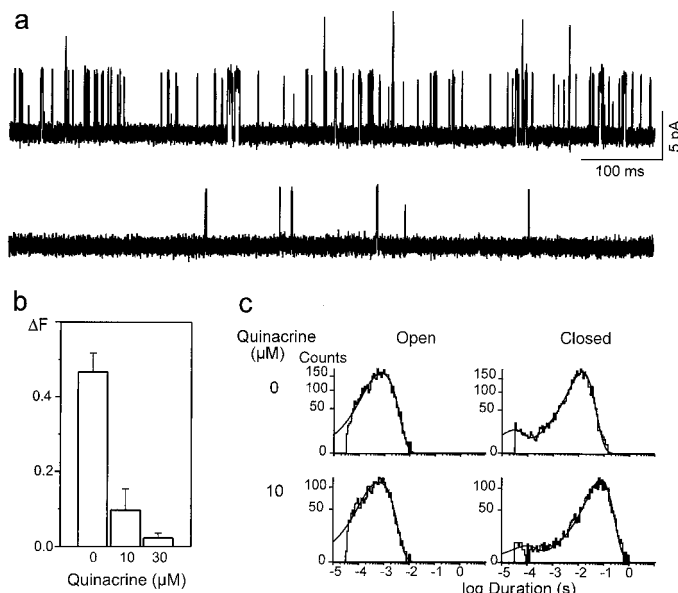 a
5 pA
100 ms
b
ΔF
0.4
0.2
0.0
0 10 30
Quinacrine (µM)
c
Quinacrine (µM)
Open Closed
Counts
0
150
100
50
0
150
100
50
0
10
100
50
0
100
50
0
-5 -4 -3 -2 -1 0
-5 -4 -3 -2 -1 0
log Duration (s)